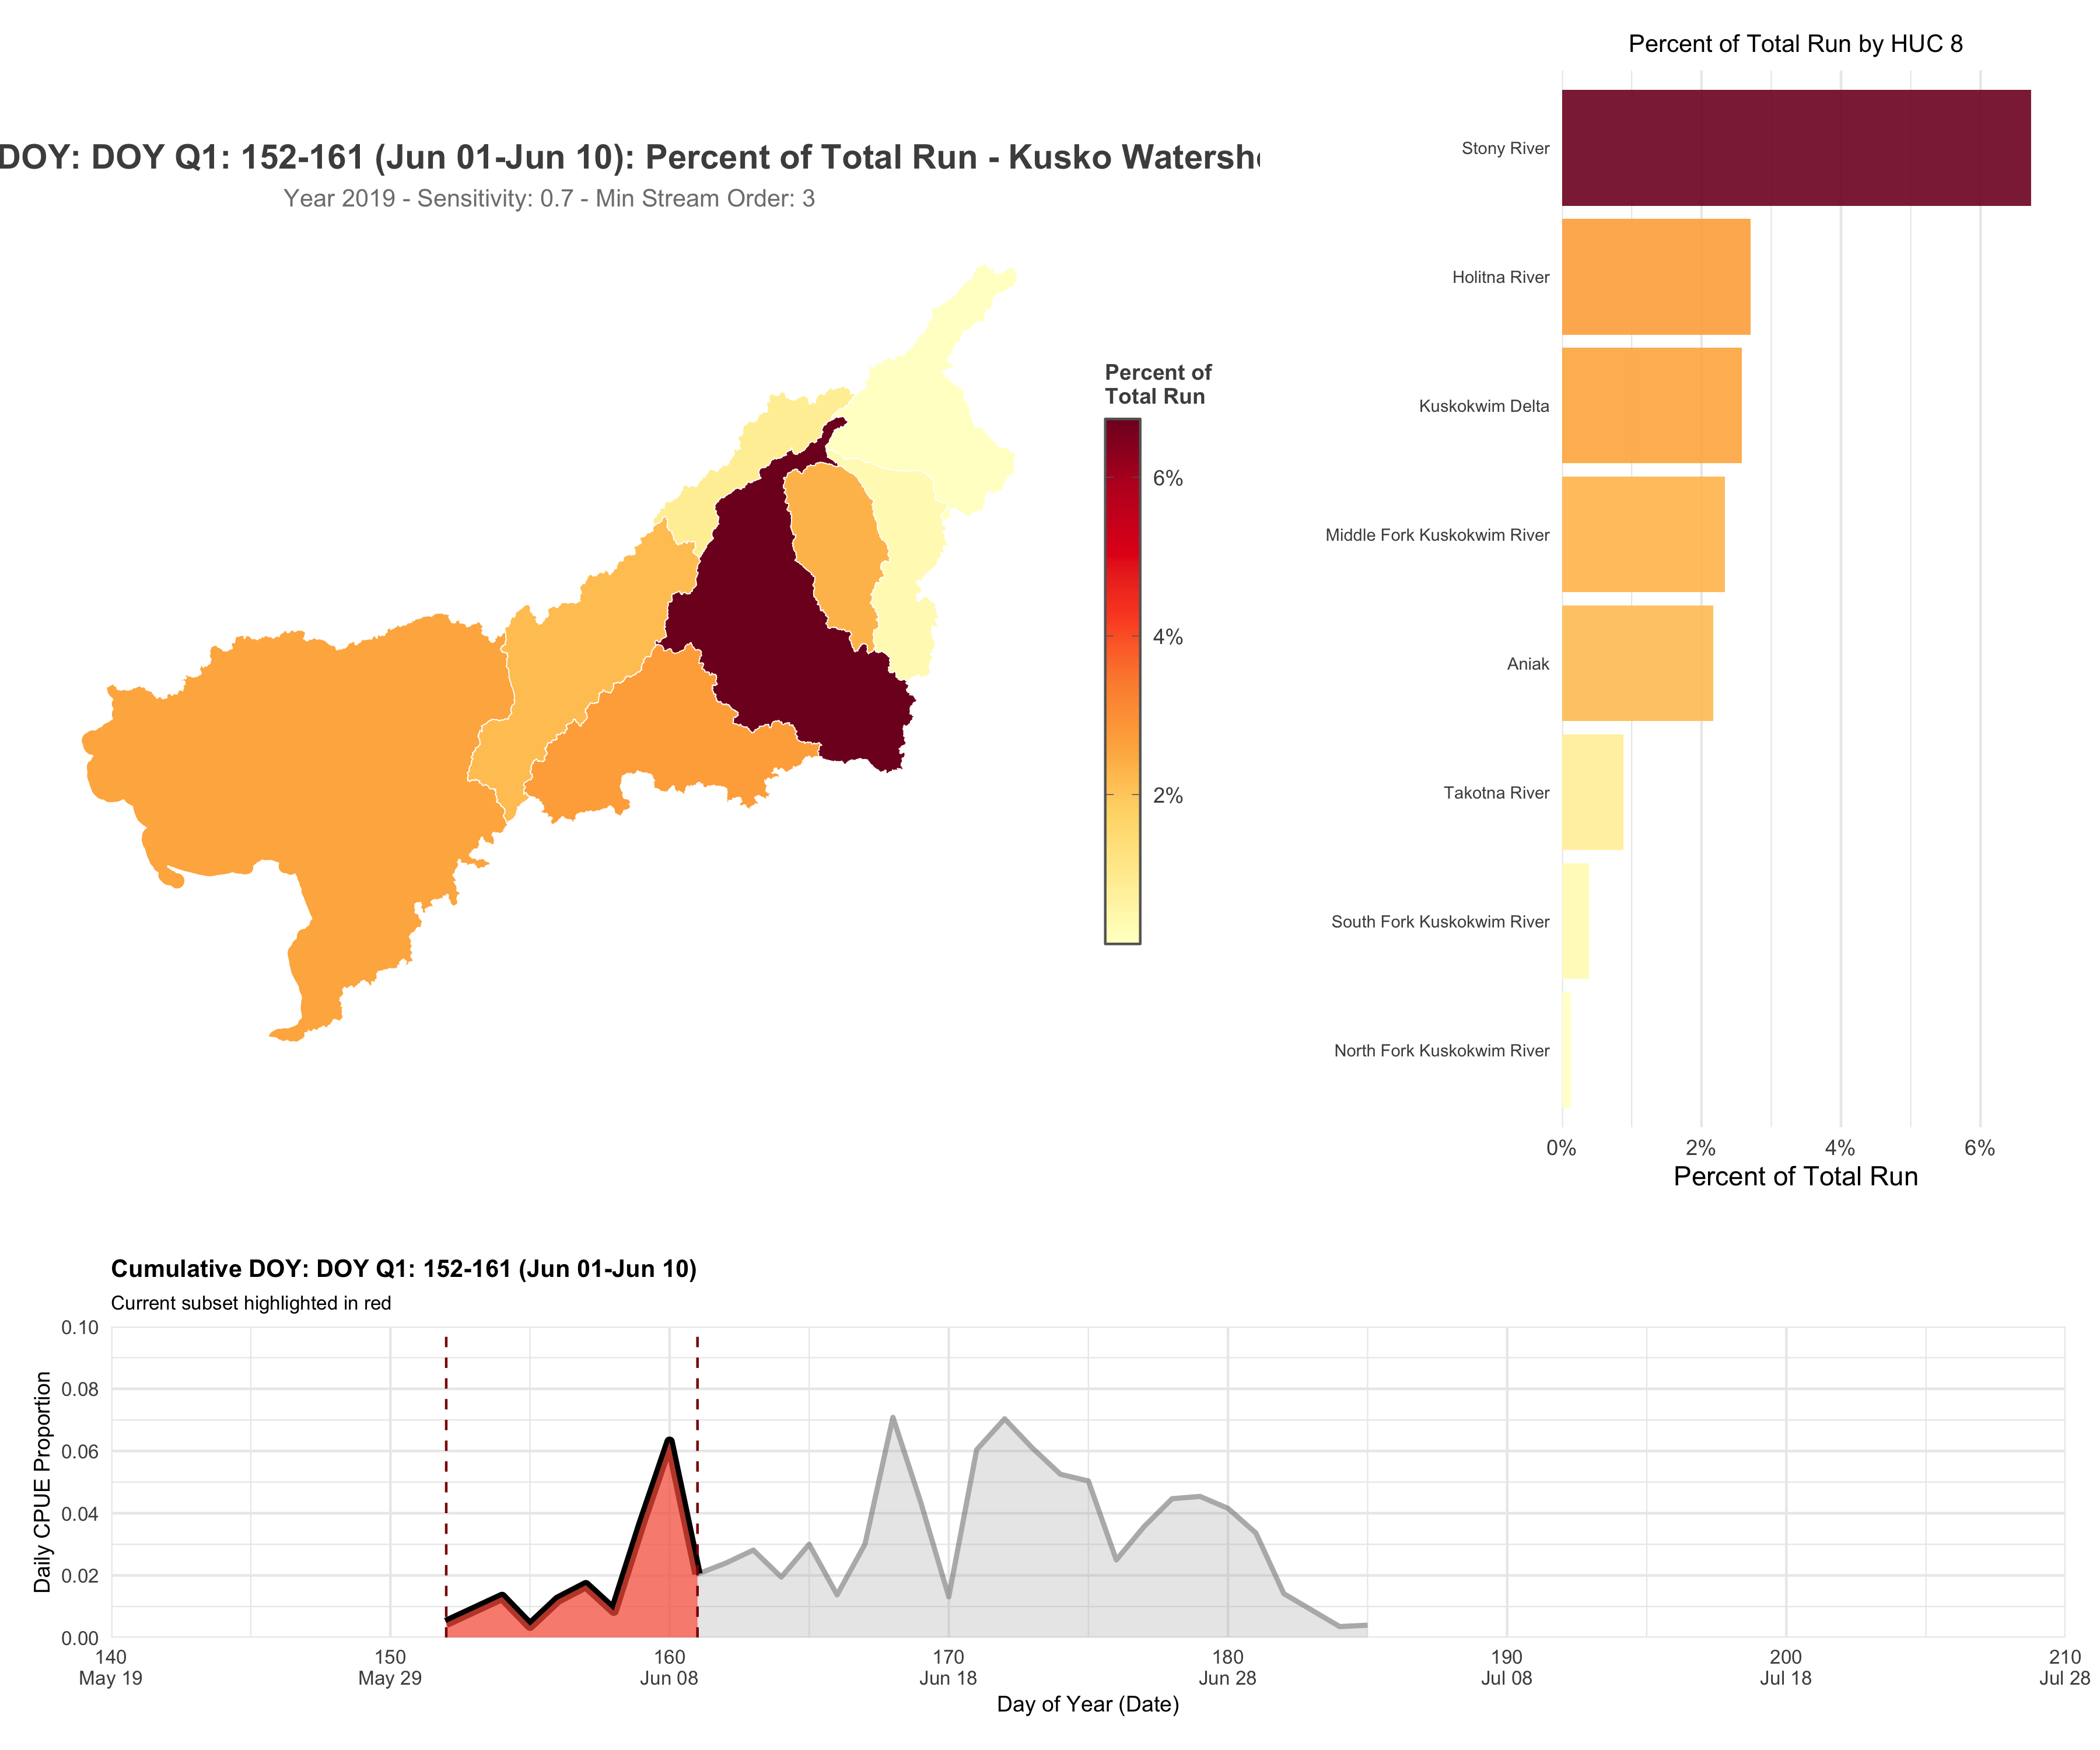 DOY: DOY Q1: 152-161 (Jun 01-Jun 10): Percent of Total Run - Kusko
Year 2019 - Sensitivity: 0.7 - Min Stream Order: 3
Percent of
Total Run
6%
4%
2%
Percent of Total Run by HUC 8
Stony River
Holitna River
Kuskokwim Delta
Middle Fork Kuskokwim River
Aniak
Takotna River
South Fork Kuskokwim River
North Fork Kuskokwim River
0% 2% 4% 6%
Percent of Total Run
Cumulative DOY: DOY Q1: 152-161 (Jun 01-Jun 10)
Current subset highlighted in red
Daily CPUE Proportion
0.10
0.08
0.06
0.04
0.02
0.00
140 150 160 170 180 190 200 210
May 19 May 29 Jun 08 Jun 18 Jun 28 Jul 08 Jul 18 Jul 28
Day of Year (Date)